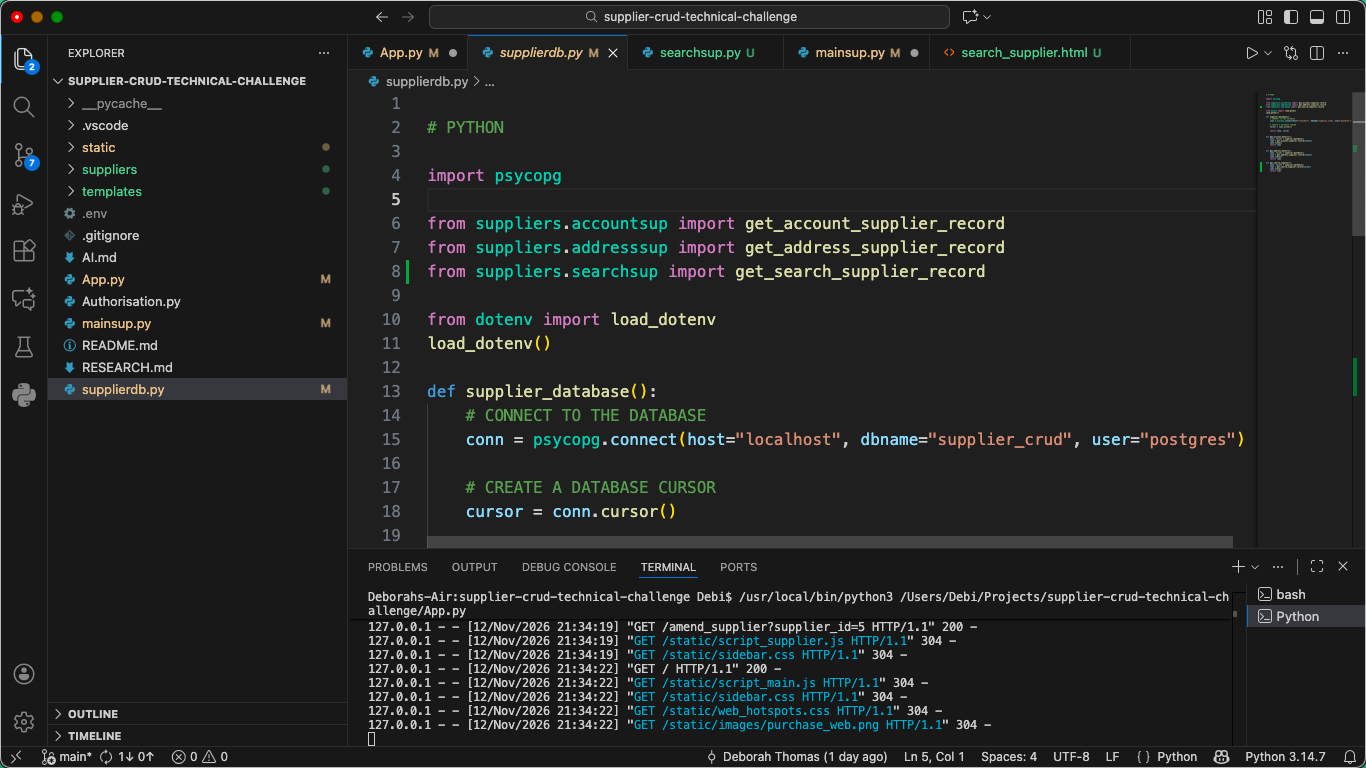 supplier-crud-technical-challenge
EXPLORER
SUPPLIER-CRUD-TECHNICAL-CHALLENGE
__pycache__
.vscode
static
suppliers
templates
.env
.gitignore
AI.md
App.py M
Authorisation.py
mainsup.py M
README.md
RESEARCH.md
supplierdb.py M
OUTLINE
TIMELINE
2
7
App.py M
supplierdb.py M
searchsup.py U
mainsup.py M
search_supplier.html U
supplierdb.py > ...
1
2 # PYTHON
3
4 import psycopg
5
6 from suppliers.accountsup import get_account_supplier_record
7 from suppliers.addresssup import get_address_supplier_record
8 from suppliers.searchsup import get_search_supplier_record
9
10 from dotenv import load_dotenv
11 load_dotenv()
12
13 def supplier_database():
14 # CONNECT TO THE DATABASE
15 conn = psycopg.connect(host="localhost", dbname="supplier_crud", user="postgres")
16
17 # CREATE A DATABASE CURSOR
18 cursor = conn.cursor()
19
PROBLEMS OUTPUT DEBUG CONSOLE TERMINAL PORTS
Deborahs-Air:supplier-crud-technical-challenge Debi$ /usr/local/bin/python3 /Users/Debi/Projects/supplier-crud-technical-ch
allenge/App.py
127.0.0.1 - - [12/Nov/2026 21:34:19] "GET /amend_supplier?supplier_id=5 HTTP/1.1" 200 -
127.0.0.1 - - [12/Nov/2026 21:34:19] "GET /static/script_supplier.js HTTP/1.1" 304 -
127.0.0.1 - - [12/Nov/2026 21:34:19] "GET /static/sidebar.css HTTP/1.1" 304 -
127.0.0.1 - - [12/Nov/2026 21:34:22] "GET / HTTP/1.1" 200 -
127.0.0.1 - - [12/Nov/2026 21:34:22] "GET /static/script_main.js HTTP/1.1" 304 -
127.0.0.1 - - [12/Nov/2026 21:34:22] "GET /static/sidebar.css HTTP/1.1" 304 -
127.0.0.1 - - [12/Nov/2026 21:34:22] "GET /static/web_hotspots.css HTTP/1.1" 304 -
127.0.0.1 - - [12/Nov/2026 21:34:22] "GET /static/images/purchase_web.png HTTP/1.1" 304 -
bash
Python
main* 1↓ 0↑ 0 0 Deborah Thomas (1 day ago) Ln 5, Col 1 Spaces: 4 UTF-8 LF { } Python Python 3.14.7